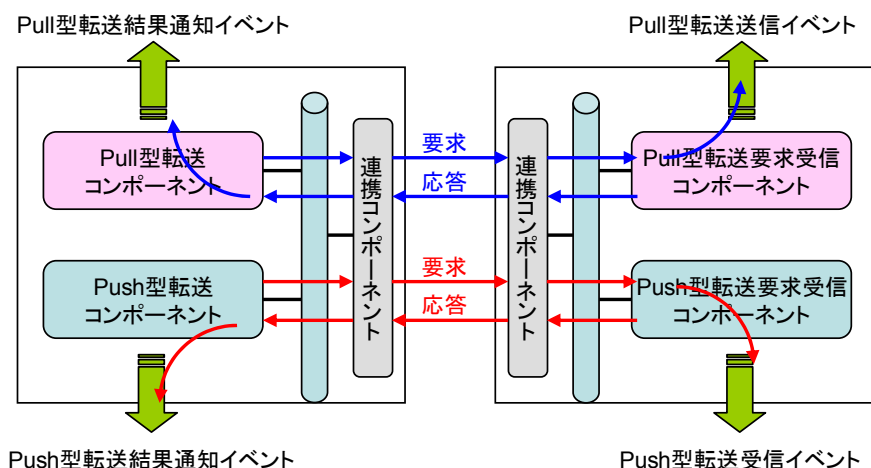 Pull型転送結果通知イベント
Pull型転送送信イベント
Pull型転送
コンポーネント
連携コンポーネント
要求
応答
連携コンポーネント
Pull型転送要求受信
コンポーネント
Push型転送
コンポーネント
要求
応答
Push型転送要求受信
コンポーネント
Push型転送結果通知イベント
Push型転送受信イベント